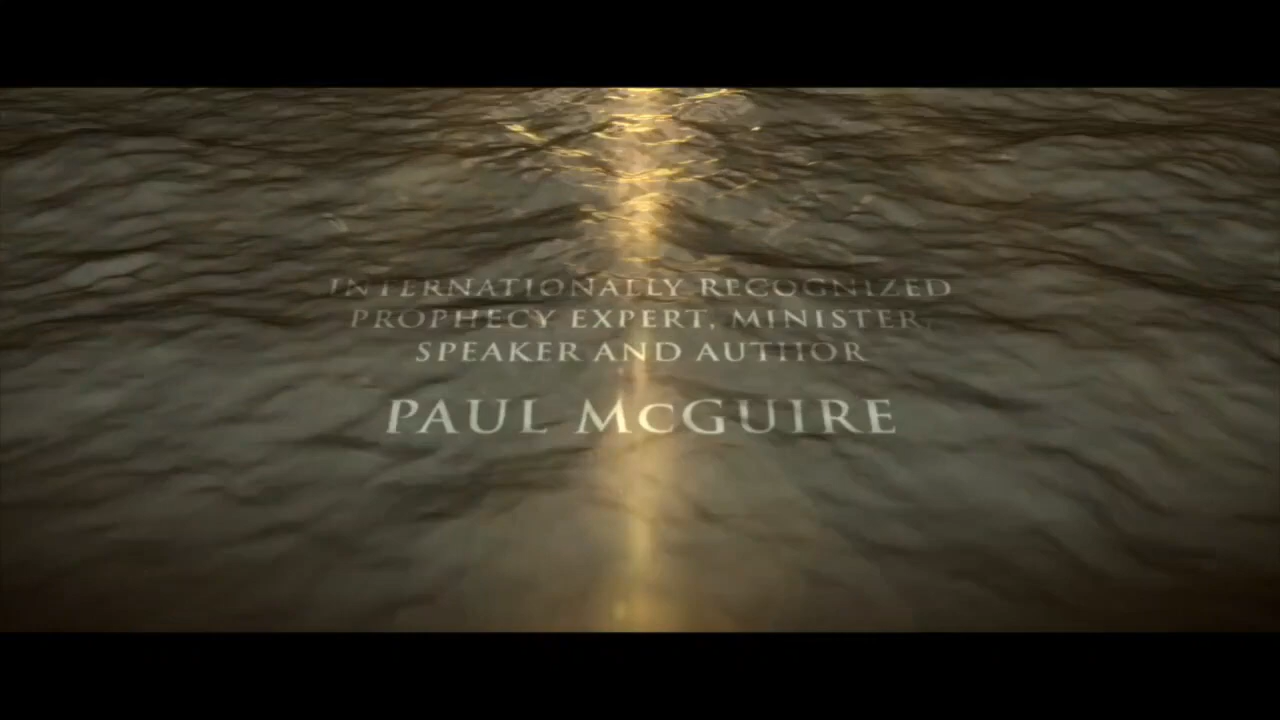 INTERNATIONALLY RECOGNIZED
PROPHECY EXPERT, MINISTER,
SPEAKER AND AUTHOR
PAUL McGUIRE